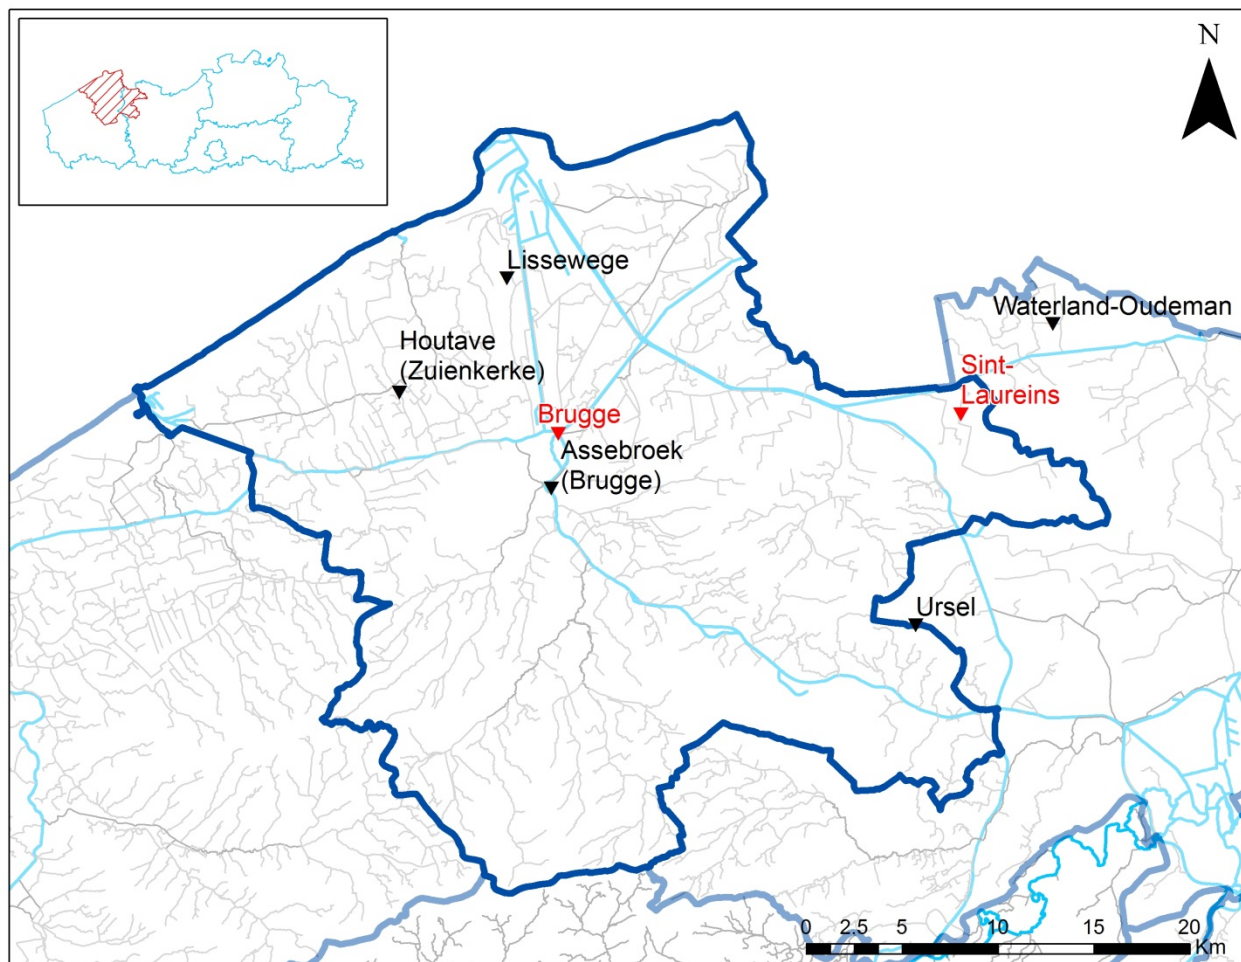 N
Lissewege
Waterland-Oudeman
Houtave
(Zuienkerke)
Sint-
Laureins
Brugge
Assebroek
(Brugge)
Ursel
0 2.5 5 10 15 20
Km